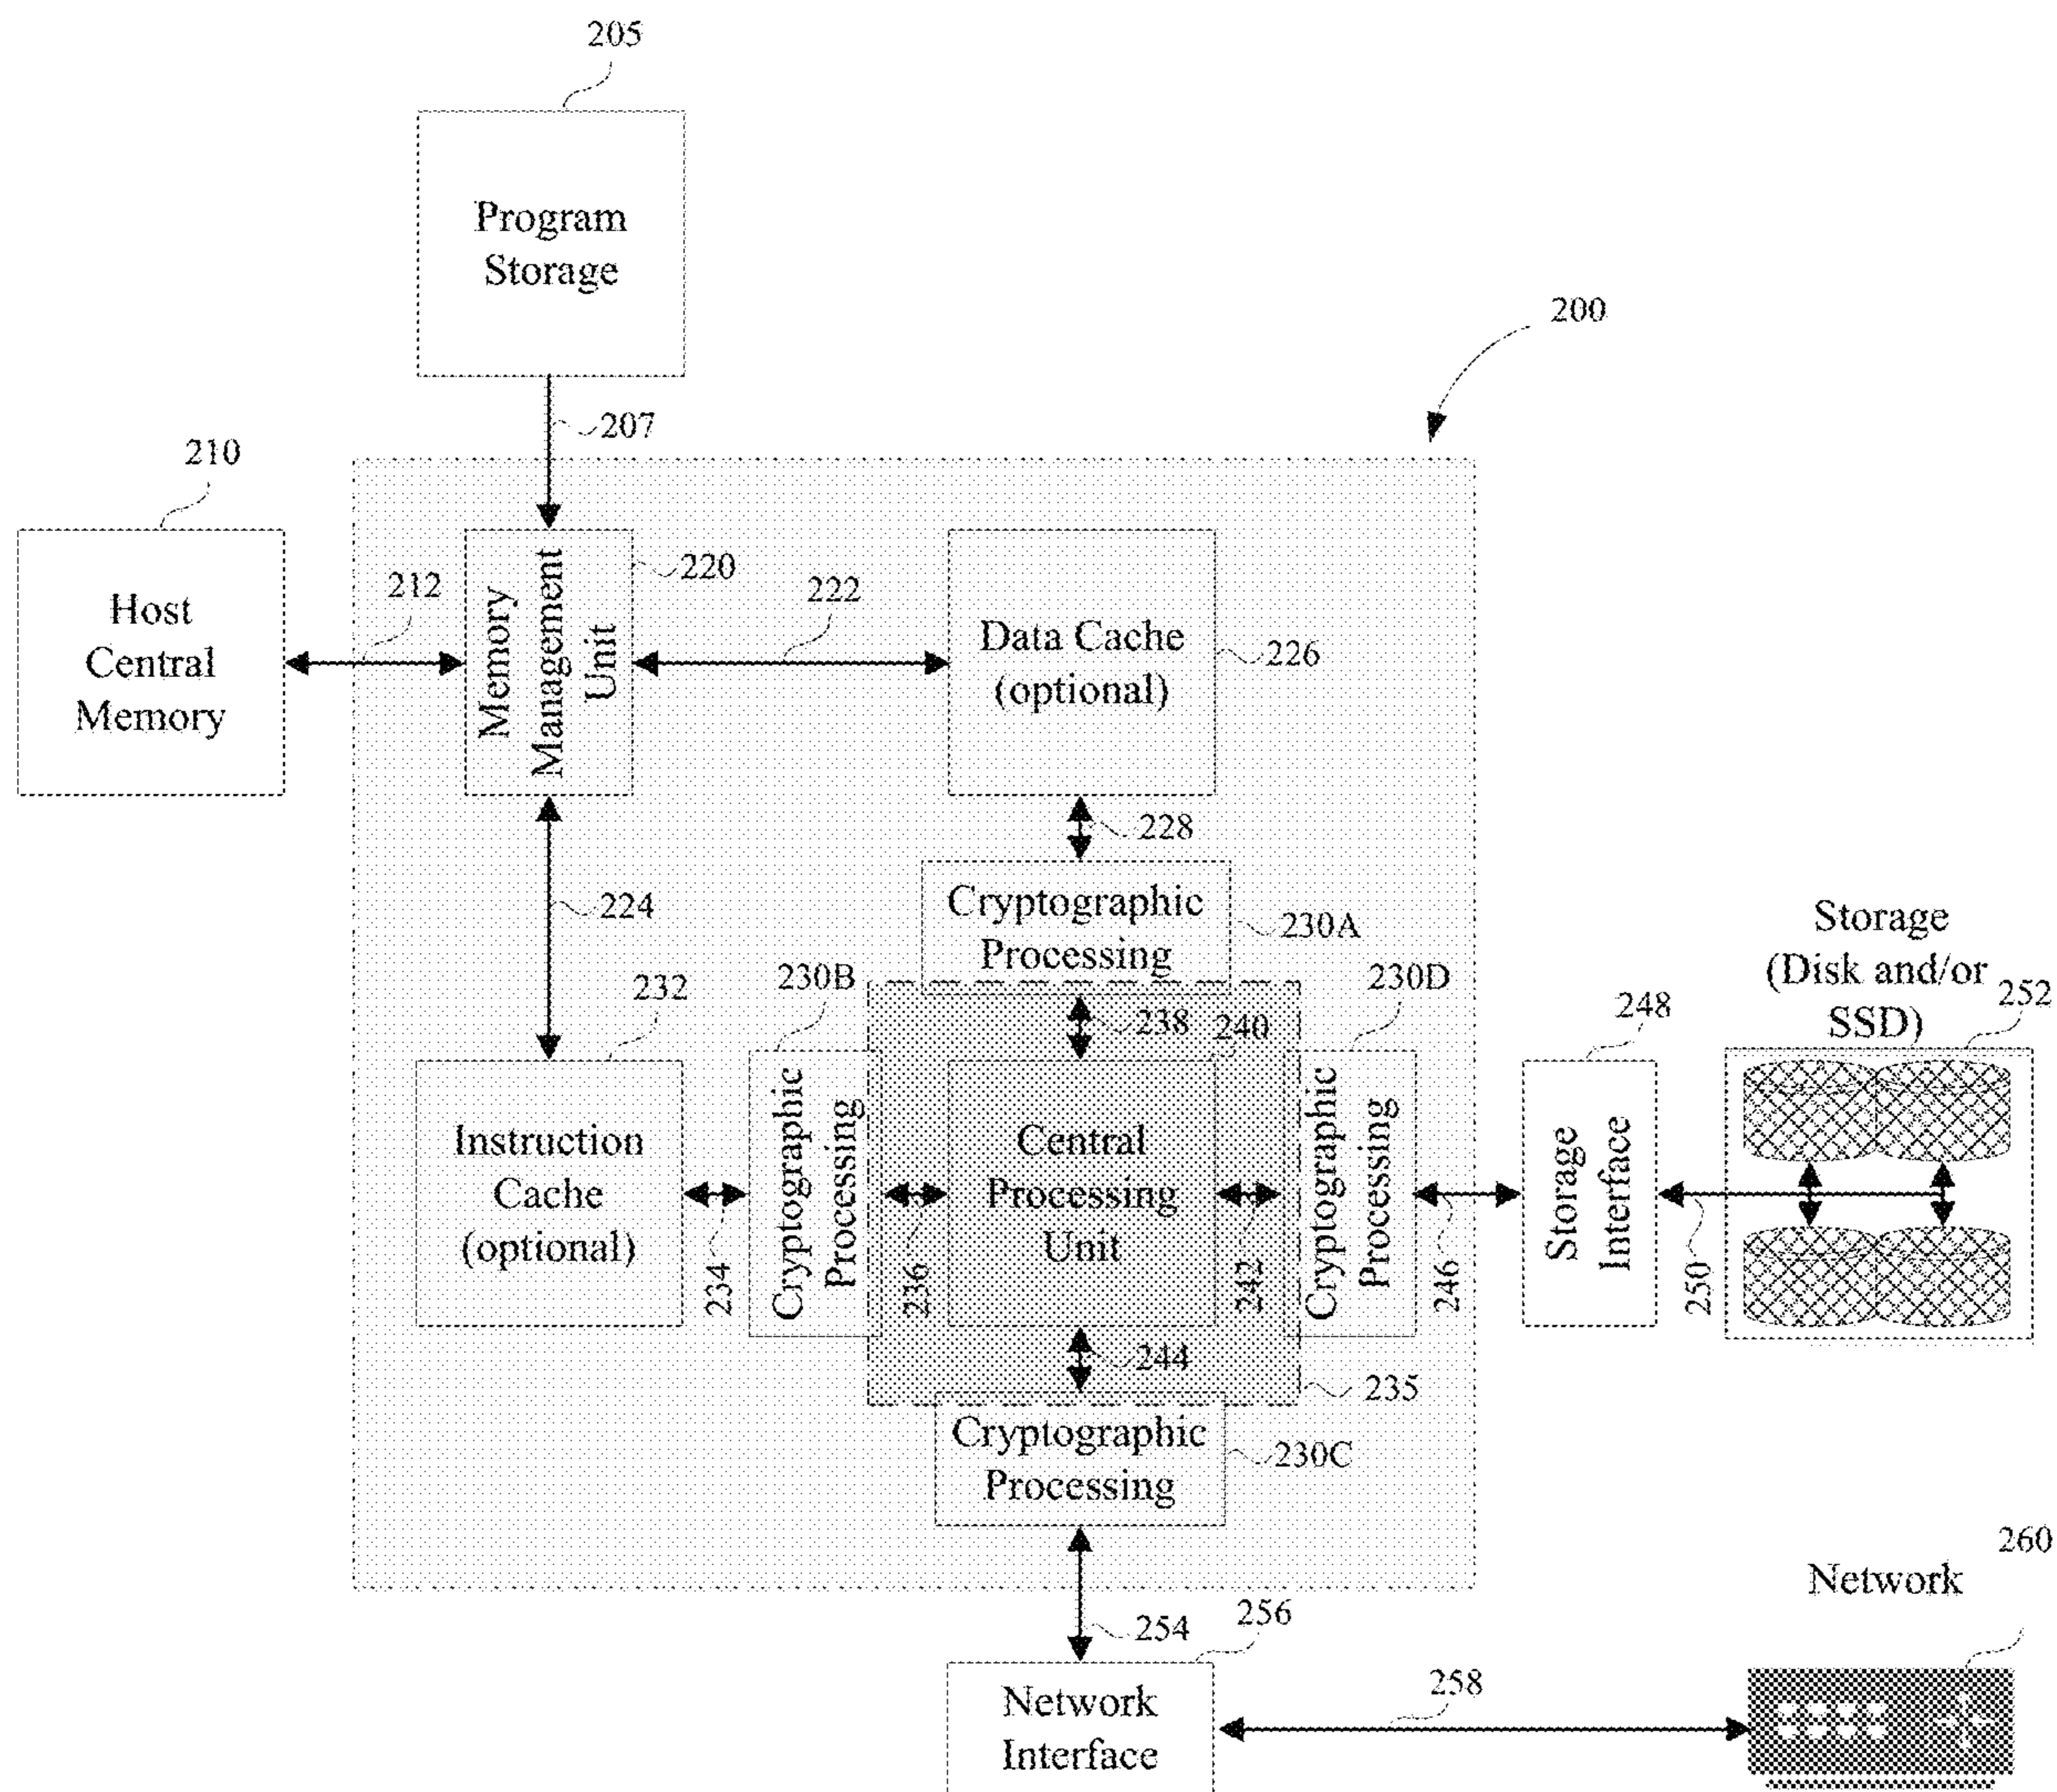 205
Program
Storage
200
207
210
Host
Central
Memory
212
Memory
Management
Unit
220
222
Data Cache
(optional)
226
228
224
Cryptographic
Processing
230A
Storage
(Disk and/or
SSD)
252
232
230B
230D
248
238
240
Instruction
Cache
(optional)
234
Cryptographic
Processing
236
Central
Processing
Unit
242
Cryptographic
Processing
246
Storage
Interface
250
244
235
Cryptographic
Processing
230C
260
Network
254
256
Network
Interface
258